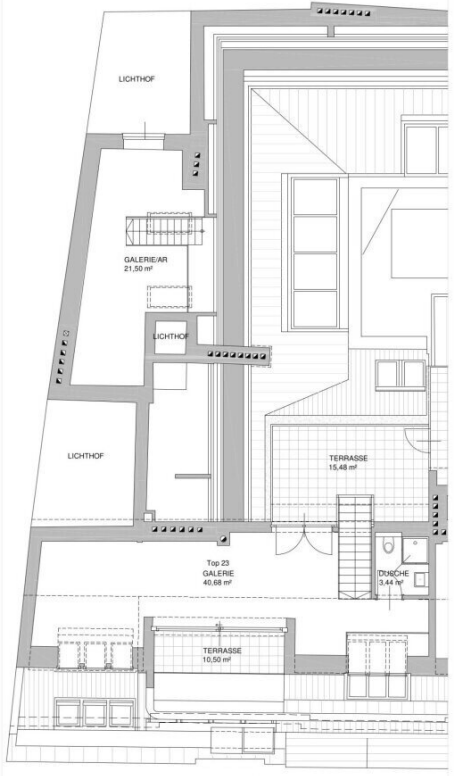 LICHTHOF
GALERIE/AR
21,50 m²
LICHTHOF
LICHTHOF
TERRASSE
15,48 m²
Top 23
GALERIE
40,68 m²
DUSCHE
3,44 m²
TERRASSE
10,50 m²